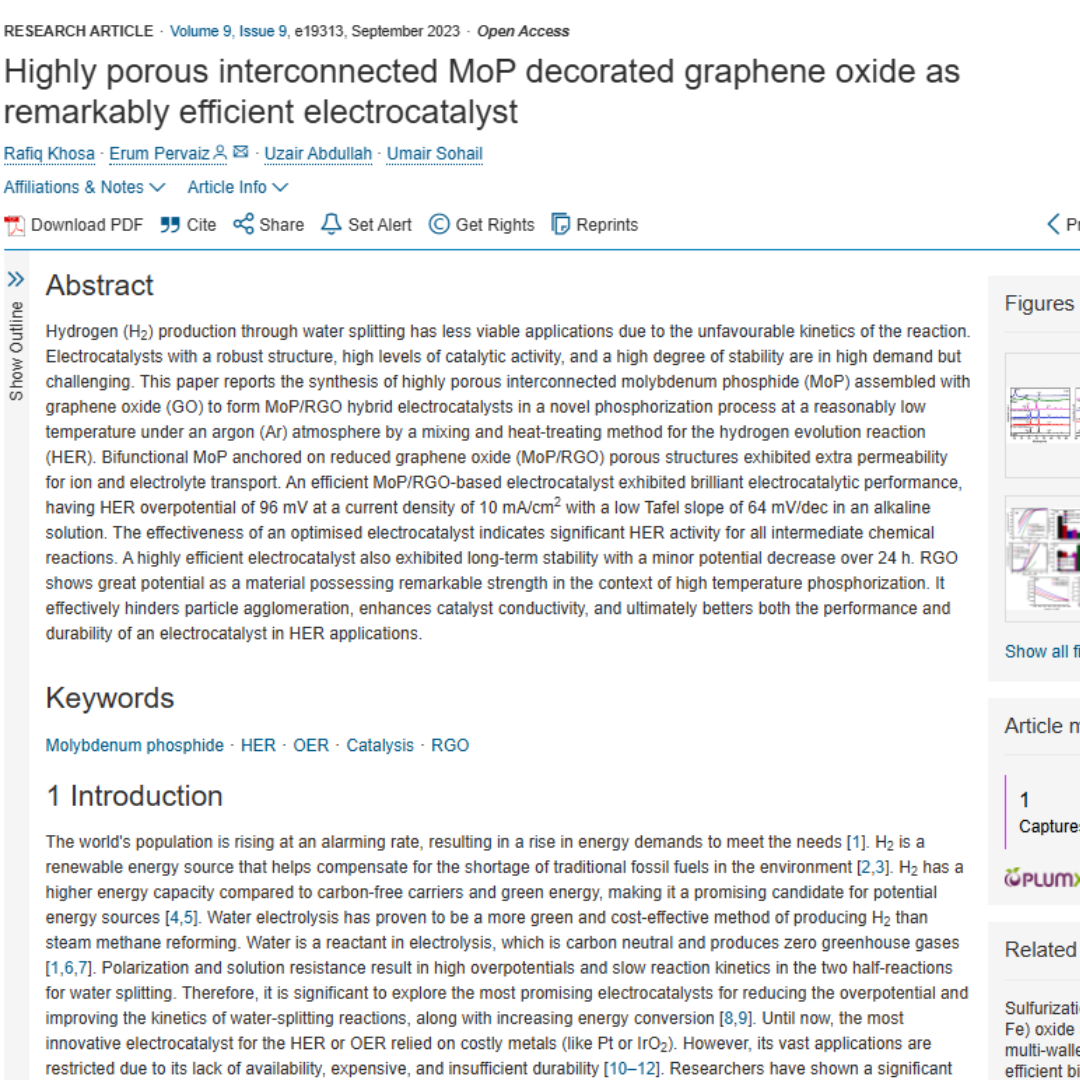 RESEARCH ARTICLE · Volume 9, Issue 9, e19313, September 2023 · Open Access
Highly porous interconnected MoP decorated graphene oxide as
remarkably efficient electrocatalyst
Rafiq Khosa · Erum Pervaiz · Uzair Abdullah · Umair Sohail
Affiliations & Notes Article Info
Download PDF Cite Share Set Alert Get Rights Reprints
Show Outline
Abstract
Hydrogen (H₂) production through water splitting has less viable applications due to the unfavourable kinetics of the reaction.
Electrocatalysts with a robust structure, high levels of catalytic activity, and a high degree of stability are in high demand but
challenging. This paper reports the synthesis of highly porous interconnected molybdenum phosphide (MoP) assembled with
graphene oxide (GO) to form MoP/RGO hybrid electrocatalysts in a novel phosphorization process at a reasonably low
temperature under an argon (Ar) atmosphere by a mixing and heat-treating method for the hydrogen evolution reaction
(HER). Bifunctional MoP anchored on reduced graphene oxide (MoP/RGO) porous structures exhibited extra permeability
for ion and electrolyte transport. An efficient MoP/RGO-based electrocatalyst exhibited brilliant electrocatalytic performance,
having HER overpotential of 96 mV at a current density of 10 mA/cm² with a low Tafel slope of 64 mV/dec in an alkaline
solution. The effectiveness of an optimised electrocatalyst indicates significant HER activity for all intermediate chemical
reactions. A highly efficient electrocatalyst also exhibited long-term stability with a minor potential decrease over 24 h. RGO
shows great potential as a material possessing remarkable strength in the context of high temperature phosphorization. It
effectively hinders particle agglomeration, enhances catalyst conductivity, and ultimately betters both the performance and
durability of an electrocatalyst in HER applications.
Keywords
Molybdenum phosphide · HER · OER · Catalysis · RGO
1 Introduction
The world's population is rising at an alarming rate, resulting in a rise in energy demands to meet the needs [1]. H₂ is a
renewable energy source that helps compensate for the shortage of traditional fossil fuels in the environment [2,3]. H₂ has a
higher energy capacity compared to carbon-free carriers and green energy, making it a promising candidate for potential
energy sources [4,5]. Water electrolysis has proven to be a more green and cost-effective method of producing H₂ than
steam methane reforming. Water is a reactant in electrolysis, which is carbon neutral and produces zero greenhouse gases
[1,6,7]. Polarization and solution resistance result in high overpotentials and slow reaction kinetics in the two half-reactions
for water splitting. Therefore, it is significant to explore the most promising electrocatalysts for reducing the overpotential and
improving the kinetics of water-splitting reactions, along with increasing energy conversion [8,9]. Until now, the most
innovative electrocatalyst for the HER or OER relied on costly metals (like Pt or IrO₂). However, its vast applications are
restricted due to its lack of availability, expensive, and insufficient durability [10–12]. Researchers have shown a significant
Figures
Show all fi
Article m
1
Captures
PLUMX
Related
Sulfurizati
Fe) oxide
multi-walle
efficient bi